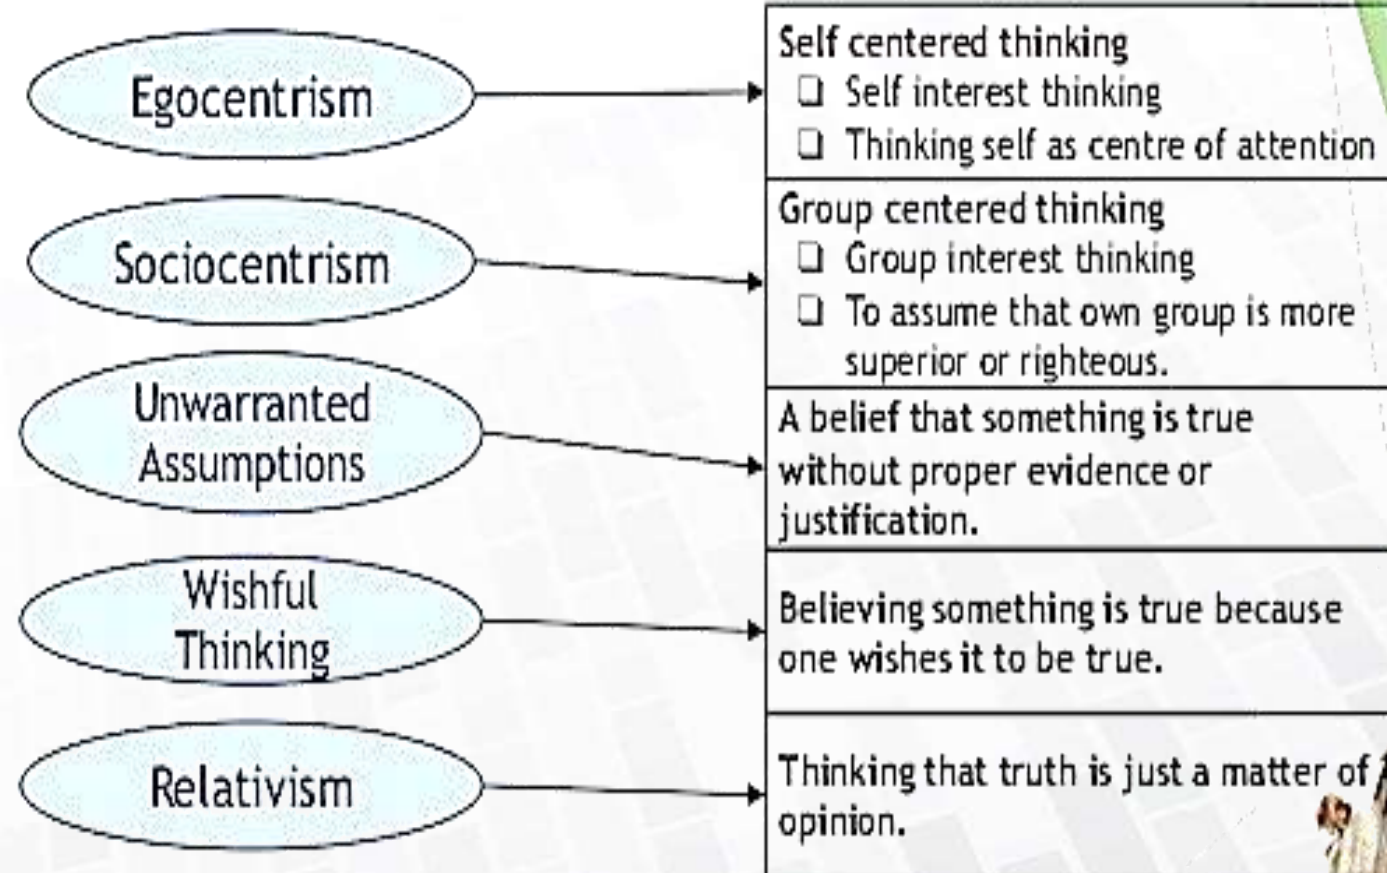 Egocentrism
Self centered thinking
❑ Self interest thinking
❑ Thinking self as centre of attention
Sociocentrism
Group centered thinking
❑ Group interest thinking
❑ To assume that own group is more
superior or righteous.
Unwarranted
Assumptions
A belief that something is true
without proper evidence or
justification.
Wishful
Thinking
Believing something is true because
one wishes it to be true.
Relativism
Thinking that truth is just a matter of
opinion.